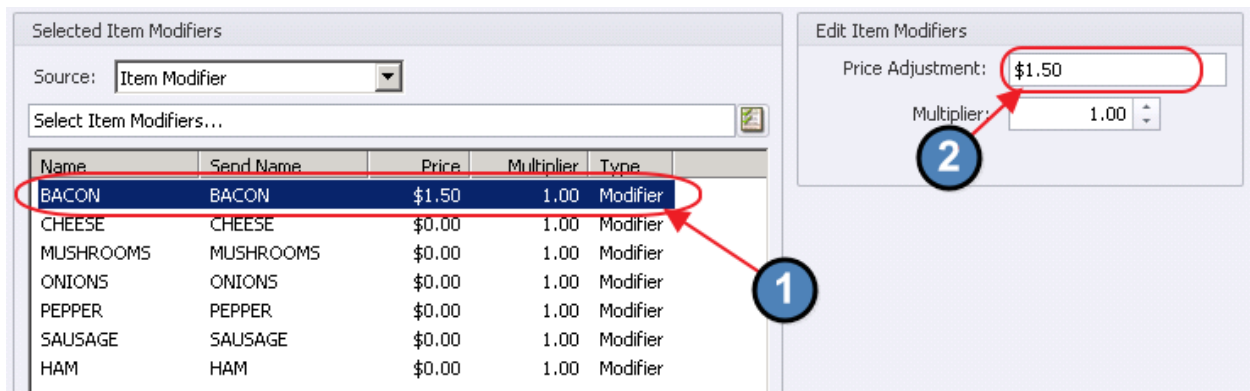 Selected Item Modifiers
Source: Item Modifier
Select Item Modifiers...
Name Send Name Price Multiplier Type
BACON BACON $1.50 1.00 Modifier
CHEESE CHEESE $0.00 1.00 Modifier
MUSHROOMS MUSHROOMS $0.00 1.00 Modifier
ONIONS ONIONS $0.00 1.00 Modifier
PEPPER PEPPER $0.00 1.00 Modifier
SAUSAGE SAUSAGE $0.00 1.00 Modifier
HAM HAM $0.00 1.00 Modifier
1
Edit Item Modifiers
Price Adjustment: $1.50
Multiplier: 1.00
2